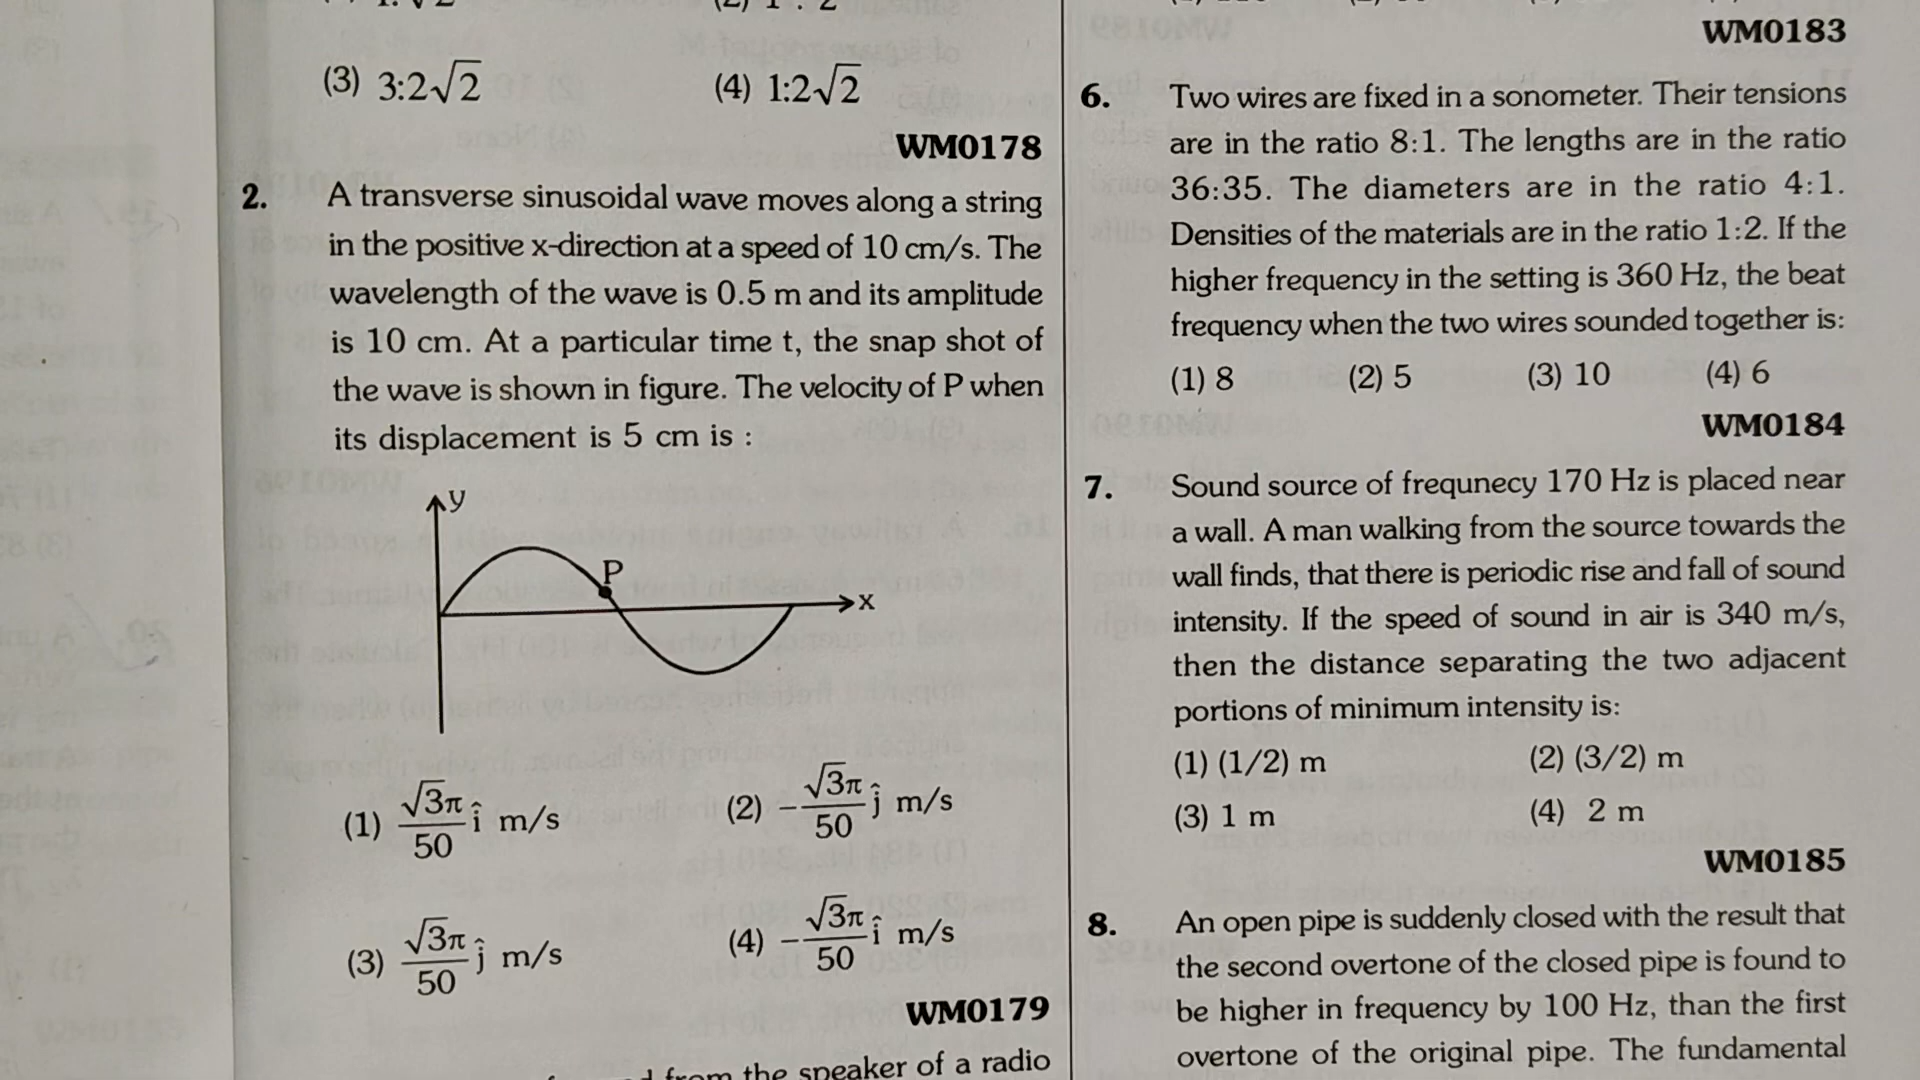 (3) 3:2√2 (4) 1:2√2
WM0178
2. A transverse sinusoidal wave moves along a string
in the positive x-direction at a speed of 10 cm/s. The
wavelength of the wave is 0.5 m and its amplitude
is 10 cm. At a particular time t, the snap shot of
the wave is shown in figure. The velocity of P when
its displacement is 5 cm is :
y
P
x
(1) √3π/50 î m/s (2) -√3π/50 ĵ m/s
(3) √3π/50 ĵ m/s (4) -√3π/50 î m/s
WM0179
from the speaker of a radio
WM0183
6. Two wires are fixed in a sonometer. Their tensions
are in the ratio 8:1. The lengths are in the ratio
36:35. The diameters are in the ratio 4:1.
Densities of the materials are in the ratio 1:2. If the
higher frequency in the setting is 360 Hz, the beat
frequency when the two wires sounded together is:
(1) 8 (2) 5 (3) 10 (4) 6
WM0184
7. Sound source of frequnecy 170 Hz is placed near
a wall. A man walking from the source towards the
wall finds, that there is periodic rise and fall of sound
intensity. If the speed of sound in air is 340 m/s,
then the distance separating the two adjacent
portions of minimum intensity is:
(1) (1/2) m (2) (3/2) m
(3) 1 m (4) 2 m
WM0185
8. An open pipe is suddenly closed with the result that
the second overtone of the closed pipe is found to
be higher in frequency by 100 Hz, than the first
overtone of the original pipe. The fundamental